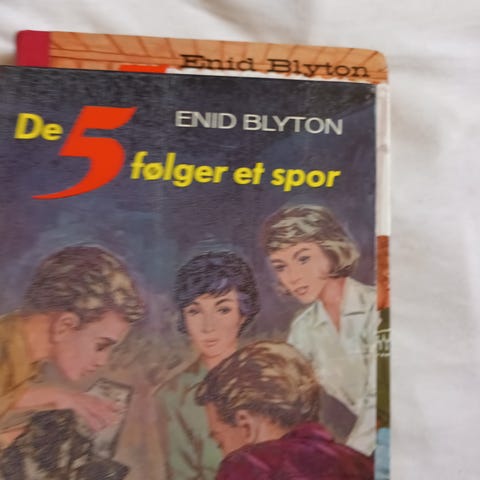 Enid Blyton
ENID BLYTON
De 5
følger et spor